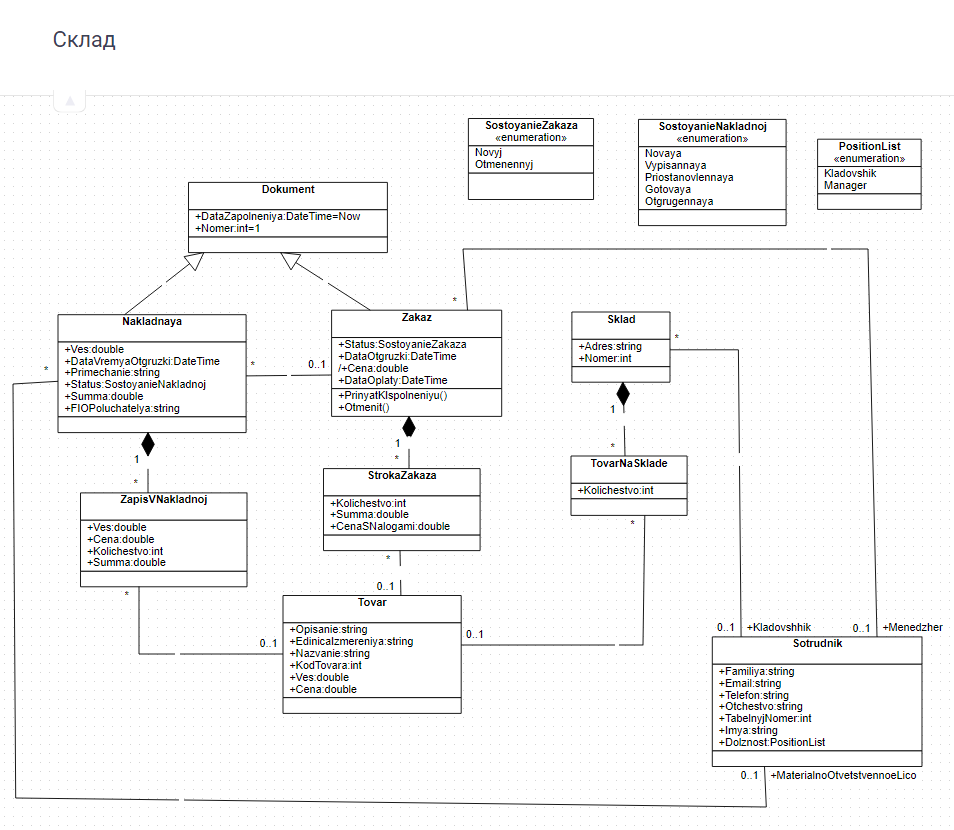 Склад
SostoyanieZakaza
«enumeration»
Novyj
Otmenennyj
SostoyanieNakladnoj
«enumeration»
Novaya
Vypisannaya
Priostanovlennaya
Gotovaya
Otgrugennaya
PositionList
«enumeration»
Kladovshik
Manager
Dokument
+DataZapolneniya:DateTime=Now
+Nomer:int=1
Nakladnaya
+Ves:double
+DataVremyaOtgruzki:DateTime
+Primechanie:string
+Status:SostoyanieNakladnoj
+Summa:double
+FIOPoluchatelya:string
*
*
0..1
*
Zakaz
+Status:SostoyanieZakaza
+DataOtgruzki:DateTime
/+Cena:double
+DataOplaty:DateTime
+PrinyatKIspolneniyu()
+Otmenit()
Sklad
+Adres:string
+Nomer:int
*
1
*
1
*
1
*
ZapisVNakladnoj
+Ves:double
+Cena:double
+Kolichestvo:int
+Summa:double
*
StrokaZakaza
+Kolichestvo:int
+Summa:double
+CenaSNalogami:double
*
0..1
TovarNaSklade
+Kolichestvo:int
*
0..1
Tovar
+Opisanie:string
+EdinicaIzmereniya:string
+Nazvanie:string
+KodTovara:int
+Ves:double
+Cena:double
0..1
0..1 +Kladovshhik
0..1 +Menedzher
Sotrudnik
+Familiya:string
+Email:string
+Telefon:string
+Otchestvo:string
+TabelnyjNomer:int
+Imya:string
+Dolznost:PositionList
0..1 +MaterialnoOtvetstvennoeLico